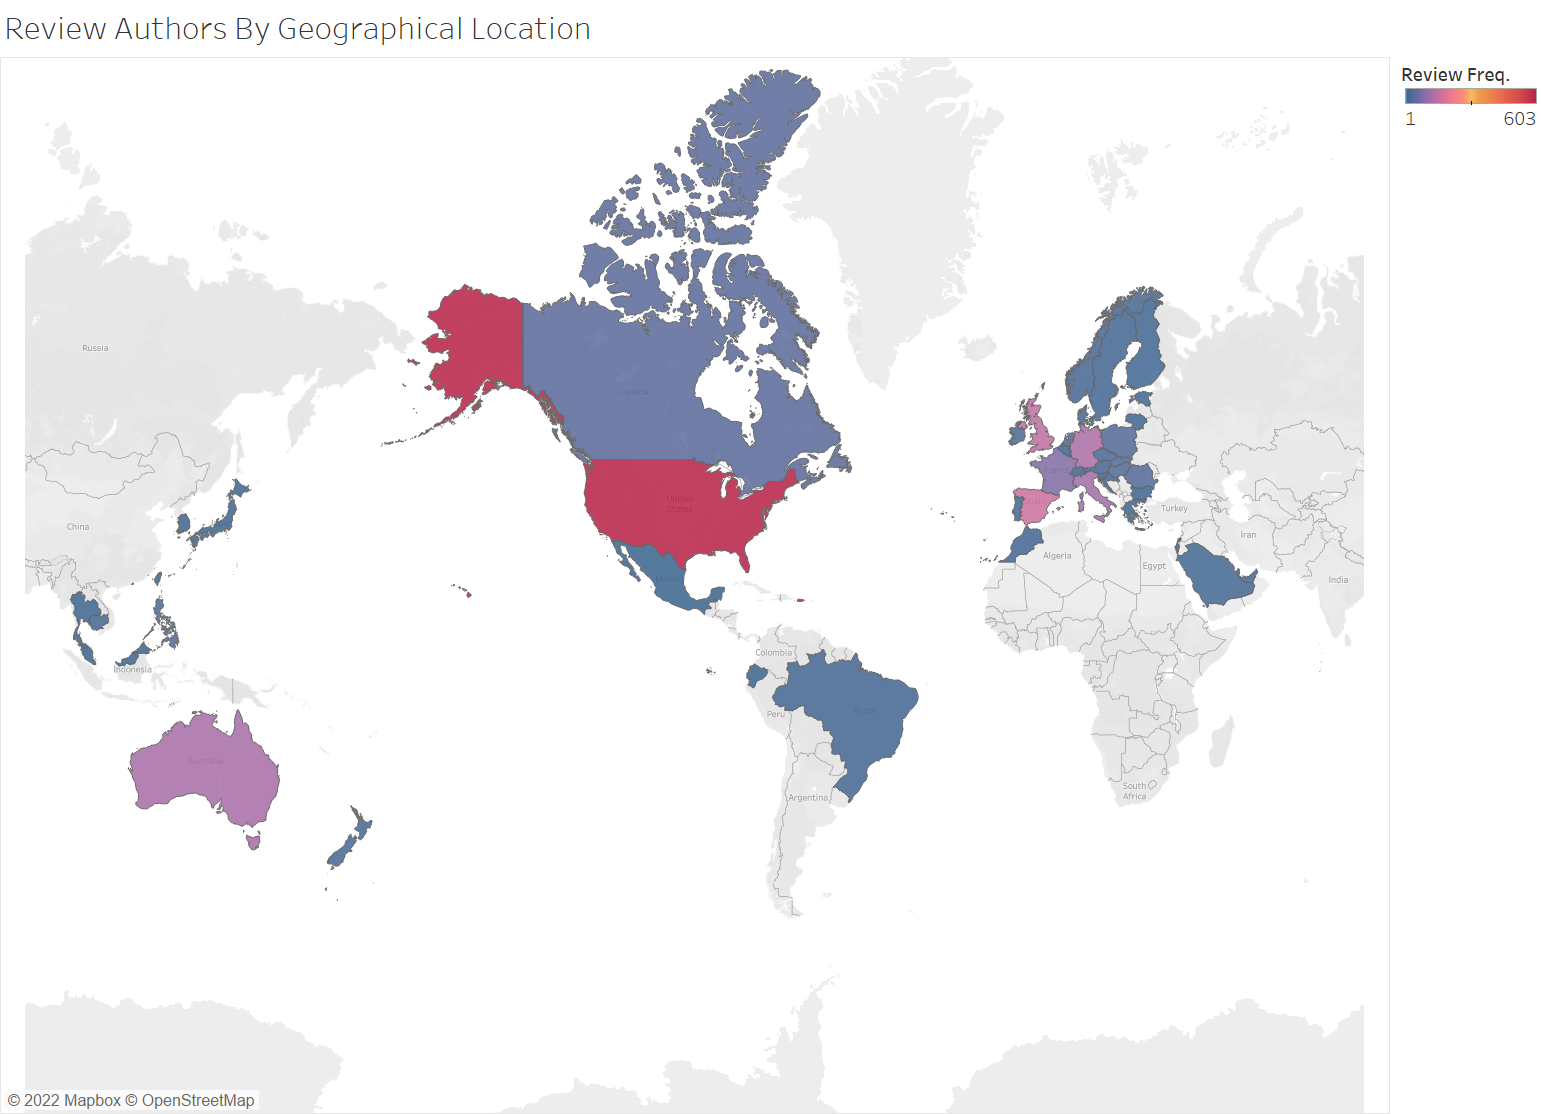 Review Authors By Geographical Location
Review Freq.
1 603
Russia
Canada
United
States
China
Turkey
Iran
Algeria
Egypt
India
Mexico
France
Indonesia
Colombia
Brazil
Peru
Australia
South
Africa
Argentina
© 2022 Mapbox © OpenStreetMap